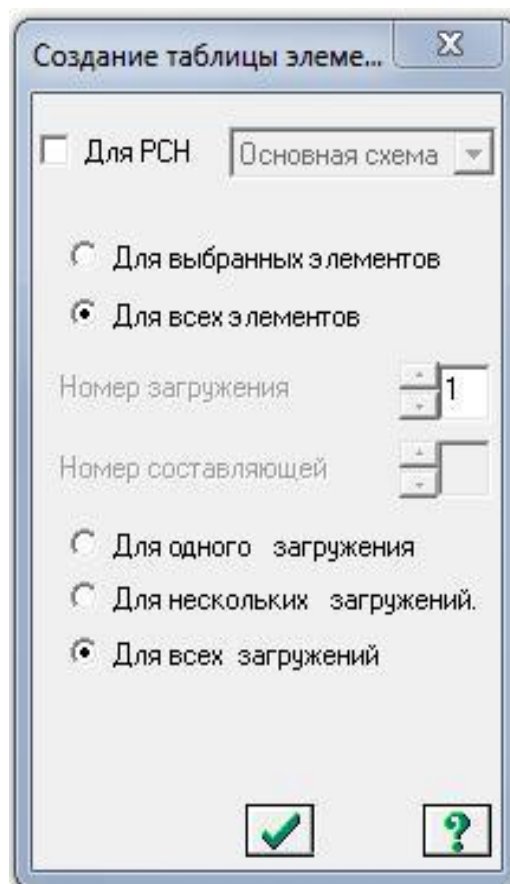 Создание таблицы элеме...
Для РСН Основная схема
Для выбранных элементов
Для всех элементов
Номер загружения 1
Номер составляющей
Для одного загружения
Для нескольких загружений.
Для всех загружений
?